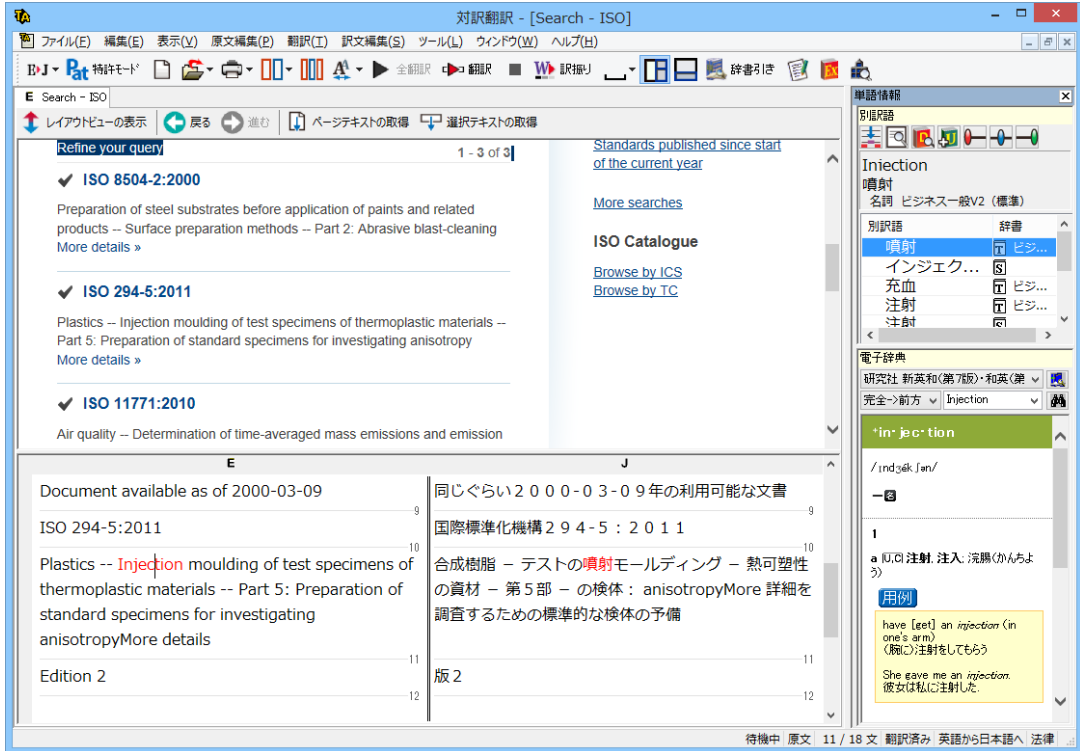 対訳翻訳 - [Search - ISO]
ファイル(F) 編集(E) 表示(V) 原文編集(P) 翻訳(T) 訳文編集(S) ツール(L) ウィンドウ(W) ヘルプ(H)
E▸J 特許モード 全翻訳 翻訳 訳振り 辞書引き
E Search - ISO
レイアウトビューの表示 戻る 進む ページテキストの取得 選択テキストの取得
Refine your query
1 - 3 of 3
ISO 8504-2:2000
Preparation of steel substrates before application of paints and related
products -- Surface preparation methods -- Part 2: Abrasive blast-cleaning
More details »
ISO 294-5:2011
Plastics -- Injection moulding of test specimens of thermoplastic materials --
Part 5: Preparation of standard specimens for investigating anisotropy
More details »
ISO 11771:2010
Air quality -- Determination of time-averaged mass emissions and emission
Standards published since start
of the current year
More searches
ISO Catalogue
Browse by ICS
Browse by TC
E J
Document available as of 2000-03-09
9
ISO 294-5:2011
10
Plastics -- Injection moulding of test specimens of
thermoplastic materials -- Part 5: Preparation of
standard specimens for investigating
anisotropyMore details
11
Edition 2
12
同じぐらい２０００-０３-０９年の利用可能な文書
9
国際標準化機構２９４-５：２０１１
10
合成樹脂 － テストの噴射モールディング － 熱可塑性
の資材 － 第５部 － の検体： anisotropyMore 詳細を
調査するための標準的な検体の予備
11
版２
12
単語情報
別訳語
Injection
噴射
名詞 ビジネス一般V2 (標準)
別訳語 辞書
噴射 T ビジ...
インジェク... S
充血 T ビジ...
注射 T ビジ...
注射 S
電子辞典
研究社 新英和(第7版)・和英(第
完全->前方 Injection
*in·jec·tion
/ɪndʒékʃən/
—名
1
a [U,C] 注射, 注入; 浣腸(かんちよ
う)
用例
have [get] an injection (in
one's arm)
(腕に)注射をしてもらう
She gave me an injection.
彼女は私に注射した.
待機中 原文 11 / 18 文 翻訳済み 英語から日本語へ 法律